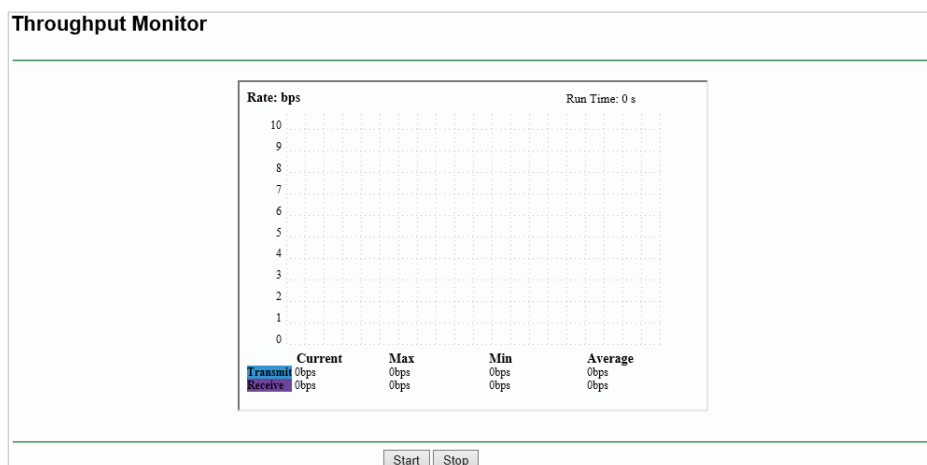 Throughput Monitor
Rate: bps Run Time: 0 s
10
9
8
7
6
5
4
3
2
1
0
Current Max Min Average
Transmit 0bps 0bps 0bps 0bps
Receive 0bps 0bps 0bps 0bps
Start Stop